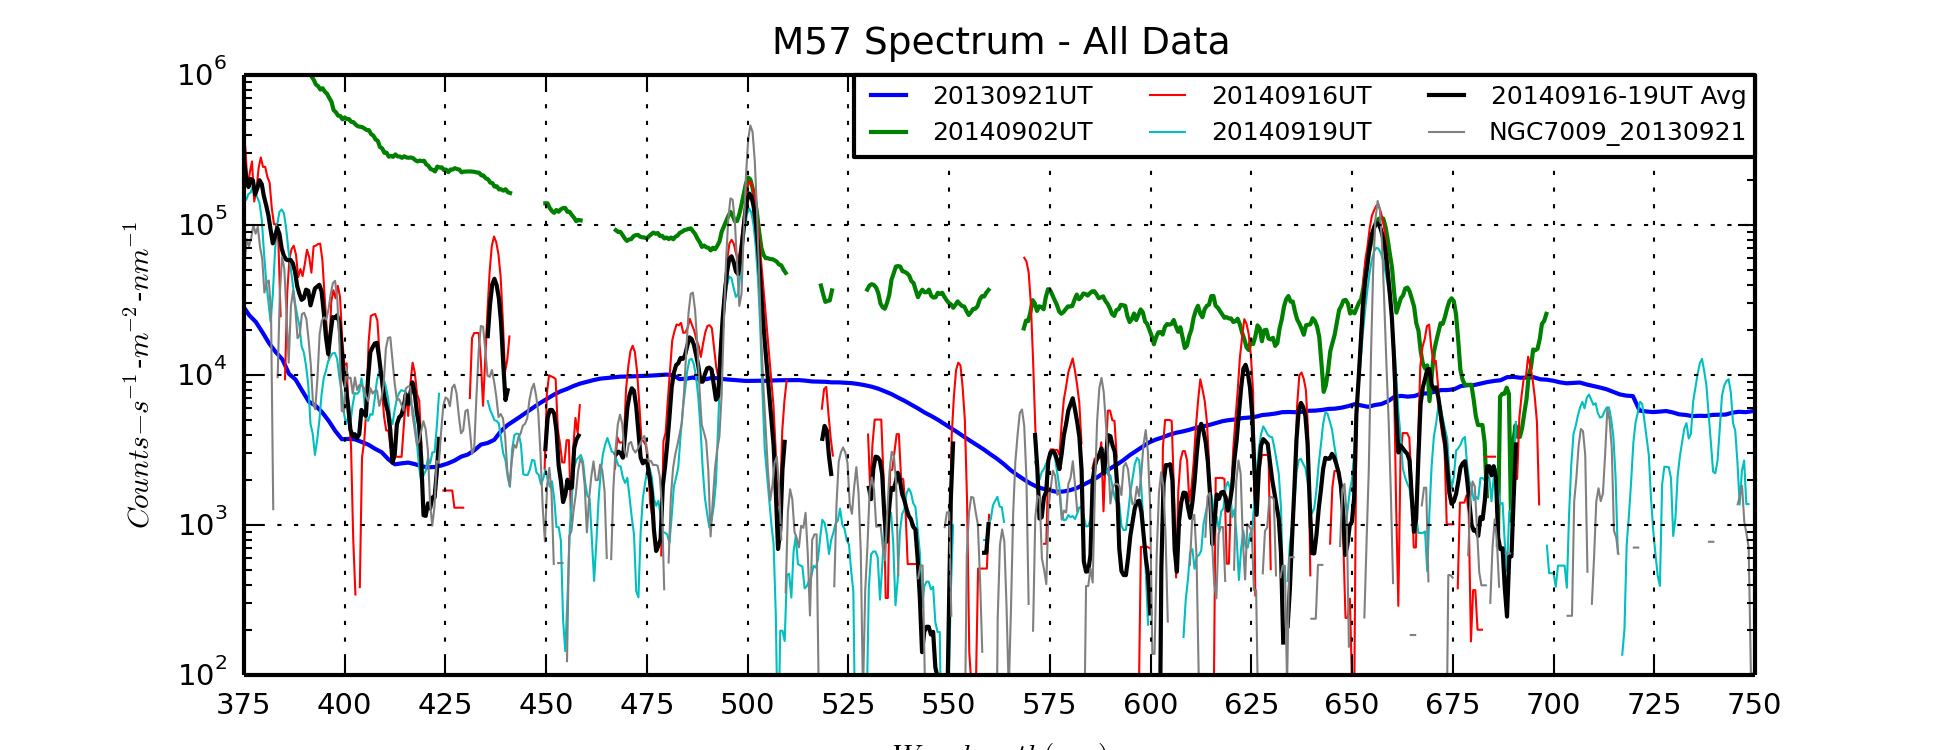 M57 Spectrum - All Data
20130921UT 20140916UT 20140916-19UT Avg
20140902UT 20140919UT NGC7009_20130921
10^6
10^5
10^4
10^3
10^2
Counts-s^-1-m^-2-nm^-1
375 400 425 450 475 500 525 550 575 600 625 650 675 700 725 750